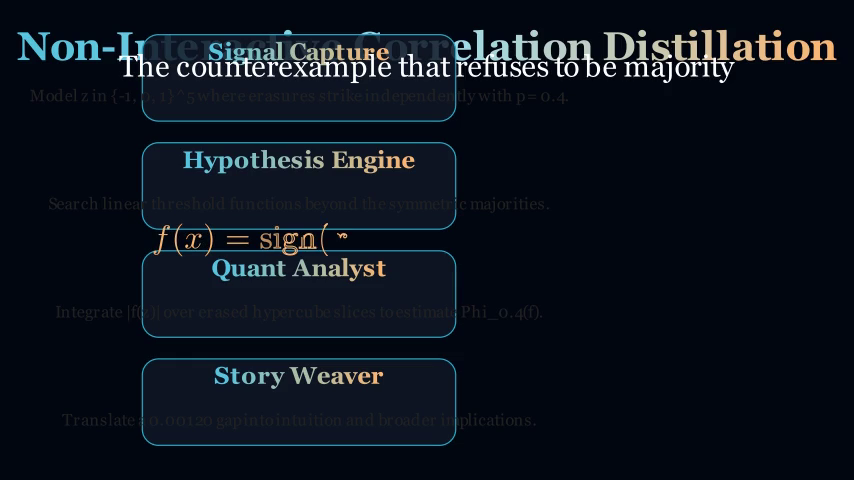 Non-Interactive Correlation Distillation
Signal Capture
The counterexample that refuses to be majority
Model z in {-1, 0, 1}^5 where erasures strike independently with p = 0.4.
Hypothesis Engine
Search linear threshold functions beyond the symmetric majorities.
f(x) = sign(
Quant Analyst
Integrate |f(z)| over erased hypercube slices to estimate Phi_0.4(f).
Story Weaver
Translate a 0.00120 gap into intuition and broader implications.